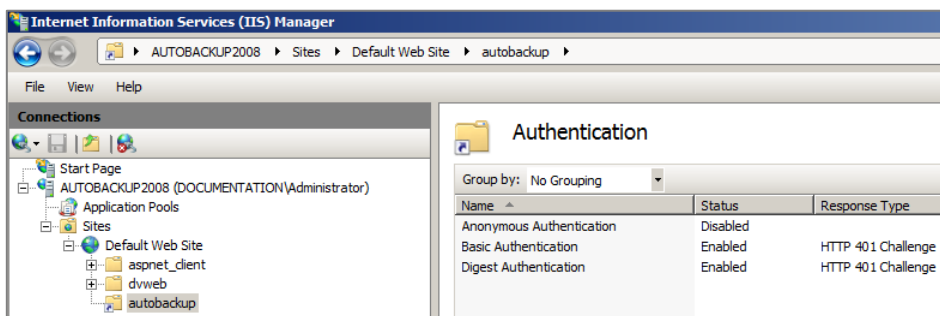 Internet Information Services (IIS) Manager
AUTOBACKUP2008 Sites Default Web Site autobackup
File View Help
Connections
Start Page
AUTOBACKUP2008 (DOCUMENTATION\Administrator)
Application Pools
Sites
Default Web Site
aspnet_client
dvweb
autobackup
Authentication
Group by: No Grouping
Name Status Response Type
Anonymous Authentication Disabled
Basic Authentication Enabled HTTP 401 Challenge
Digest Authentication Enabled HTTP 401 Challenge